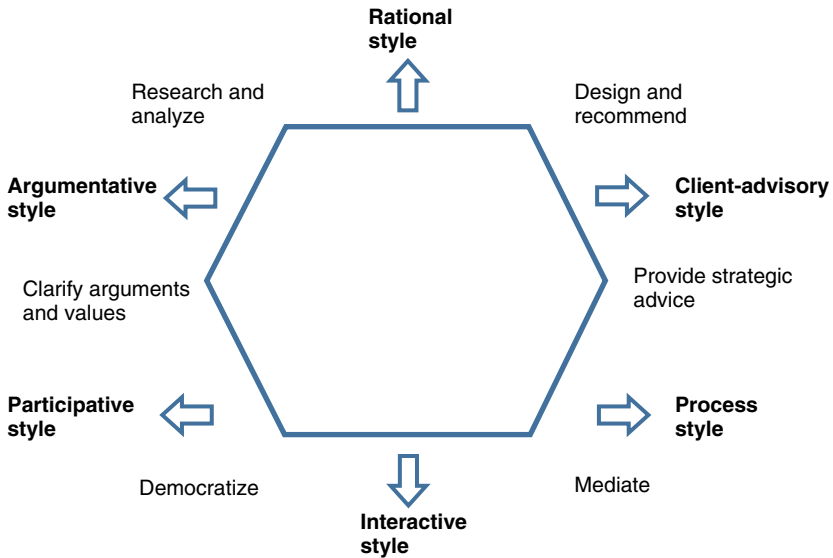 Rational
style
Research and
analyze
Design and
recommend
Argumentative
style
Client-advisory
style
Clarify arguments
and values
Provide strategic
advice
Participative
style
Process
style
Democratize
Mediate
Interactive
style